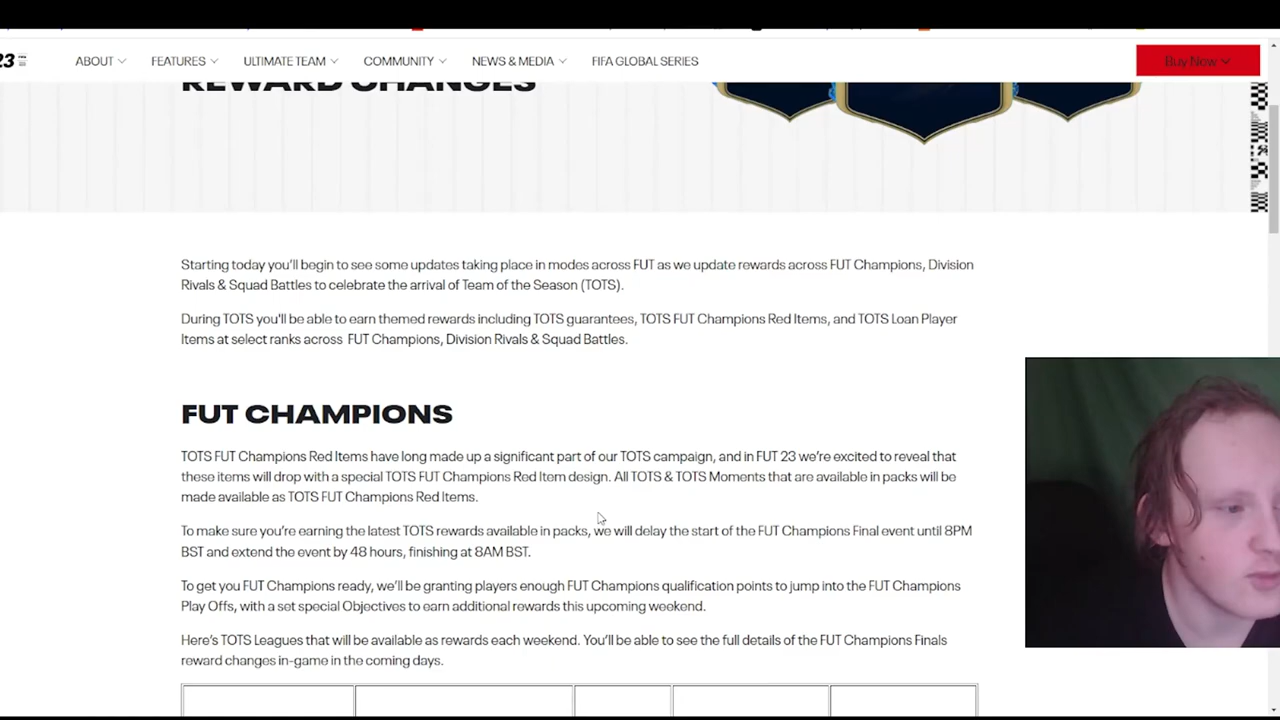 23
ABOUT FEATURES ULTIMATE TEAM COMMUNITY NEWS & MEDIA FIFA GLOBAL SERIES Buy Now
REWARD CHANGES
Starting today you'll begin to see some updates taking place in modes across FUT as we update rewards across FUT Champions, Division
Rivals & Squad Battles to celebrate the arrival of Team of the Season (TOTS).
During TOTS you'll be able to earn themed rewards including TOTS guarantees, TOTS FUT Champions Red Items, and TOTS Loan Player
Items at select ranks across FUT Champions, Division Rivals & Squad Battles.
FUT CHAMPIONS
TOTS FUT Champions Red Items have long made up a significant part of our TOTS campaign, and in FUT 23 we're excited to reveal that
these items will drop with a special TOTS FUT Champions Red Item design. All TOTS & TOTS Moments that are available in packs will be
made available as TOTS FUT Champions Red Items.
To make sure you're earning the latest TOTS rewards available in packs, we will delay the start of the FUT Champions Final event until 8PM
BST and extend the event by 48 hours, finishing at 8AM BST.
To get you FUT Champions ready, we'll be granting players enough FUT Champions qualification points to jump into the FUT Champions
Play Offs, with a set special Objectives to earn additional rewards this upcoming weekend.
Here's TOTS Leagues that will be available as rewards each weekend. You'll be able to see the full details of the FUT Champions Finals
reward changes in-game in the coming days.